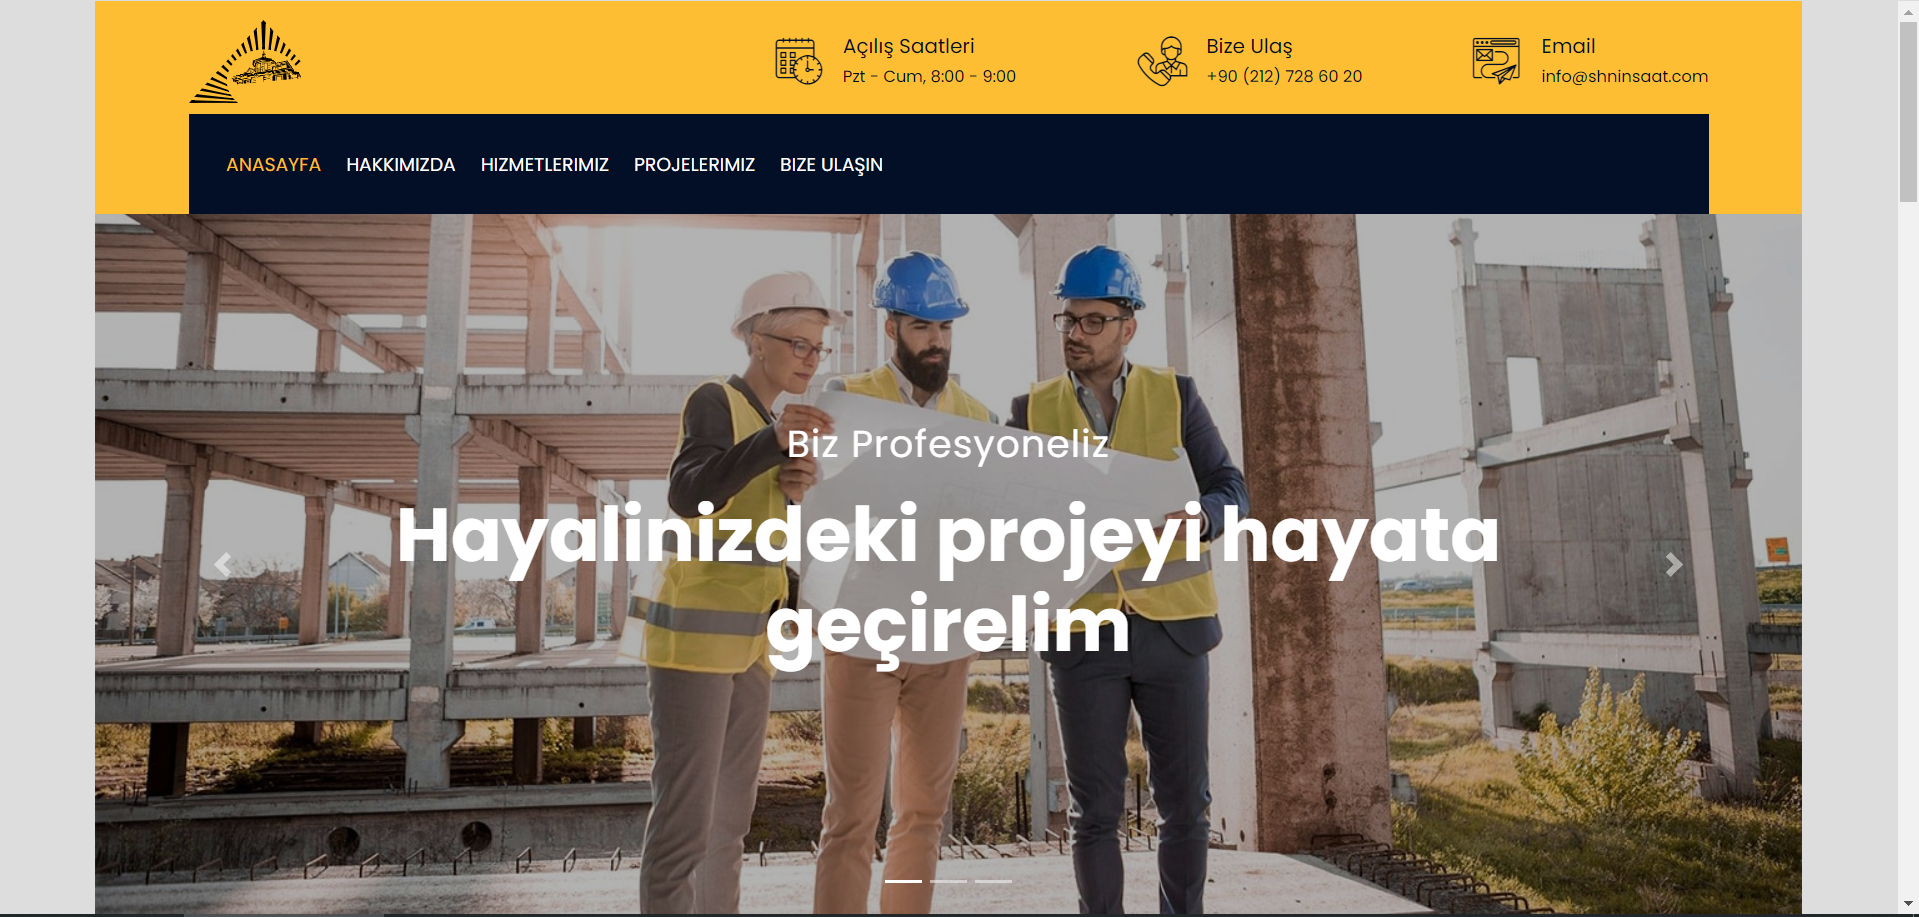 Açılış Saatleri
Pzt - Cum, 8:00 - 9:00
Bize Ulaş
+90 (212) 728 60 20
Email
info@shninsaat.com
ANASAYFA HAKKIMIZDA HIZMETLERIMIZ PROJELERIMIZ BIZE ULAŞIN
Biz Profesyoneliz
Hayalinizdeki projeyi hayata
geçirelim